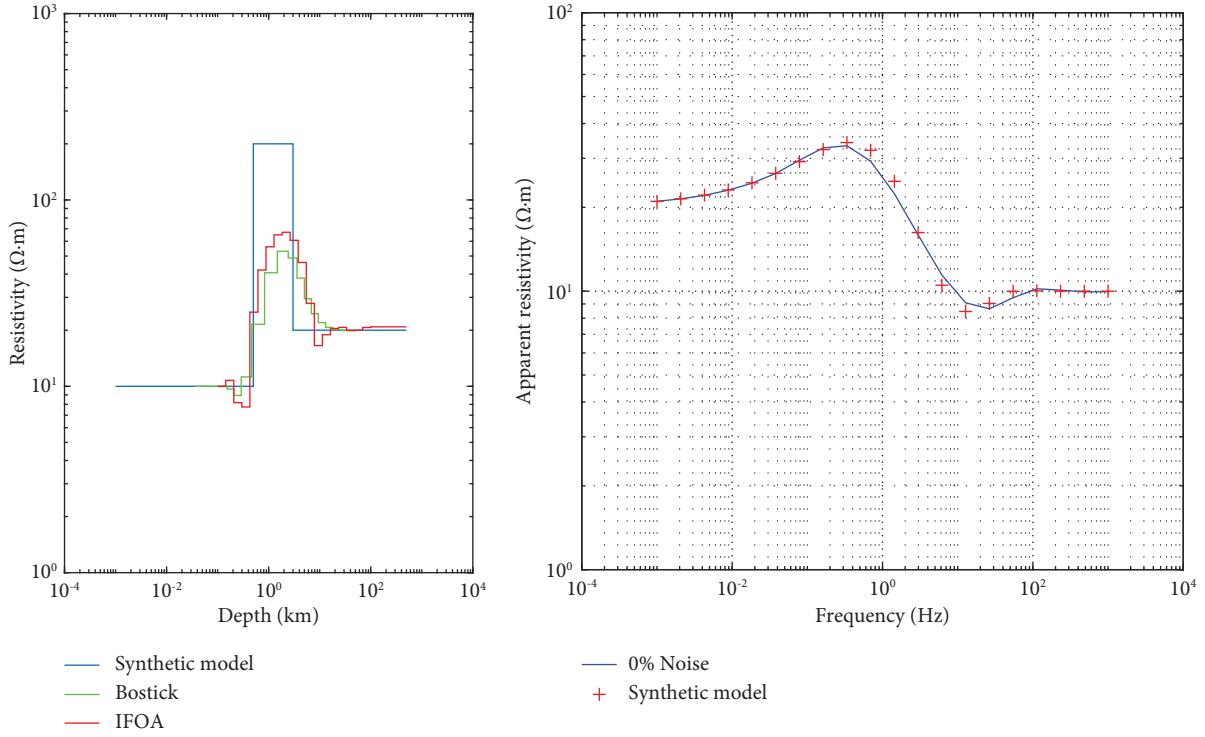 10³
10²
10¹
10⁰
Resistivity (Ω·m)
10⁻⁴
10⁻²
10⁰
10²
10⁴
Depth (km)
Synthetic model
Bostick
IFOA
10²
10¹
10⁰
Apparent resistivity (Ω·m)
10⁻⁴
10⁻²
10⁰
10²
10⁴
Frequency (Hz)
0% Noise
Synthetic model